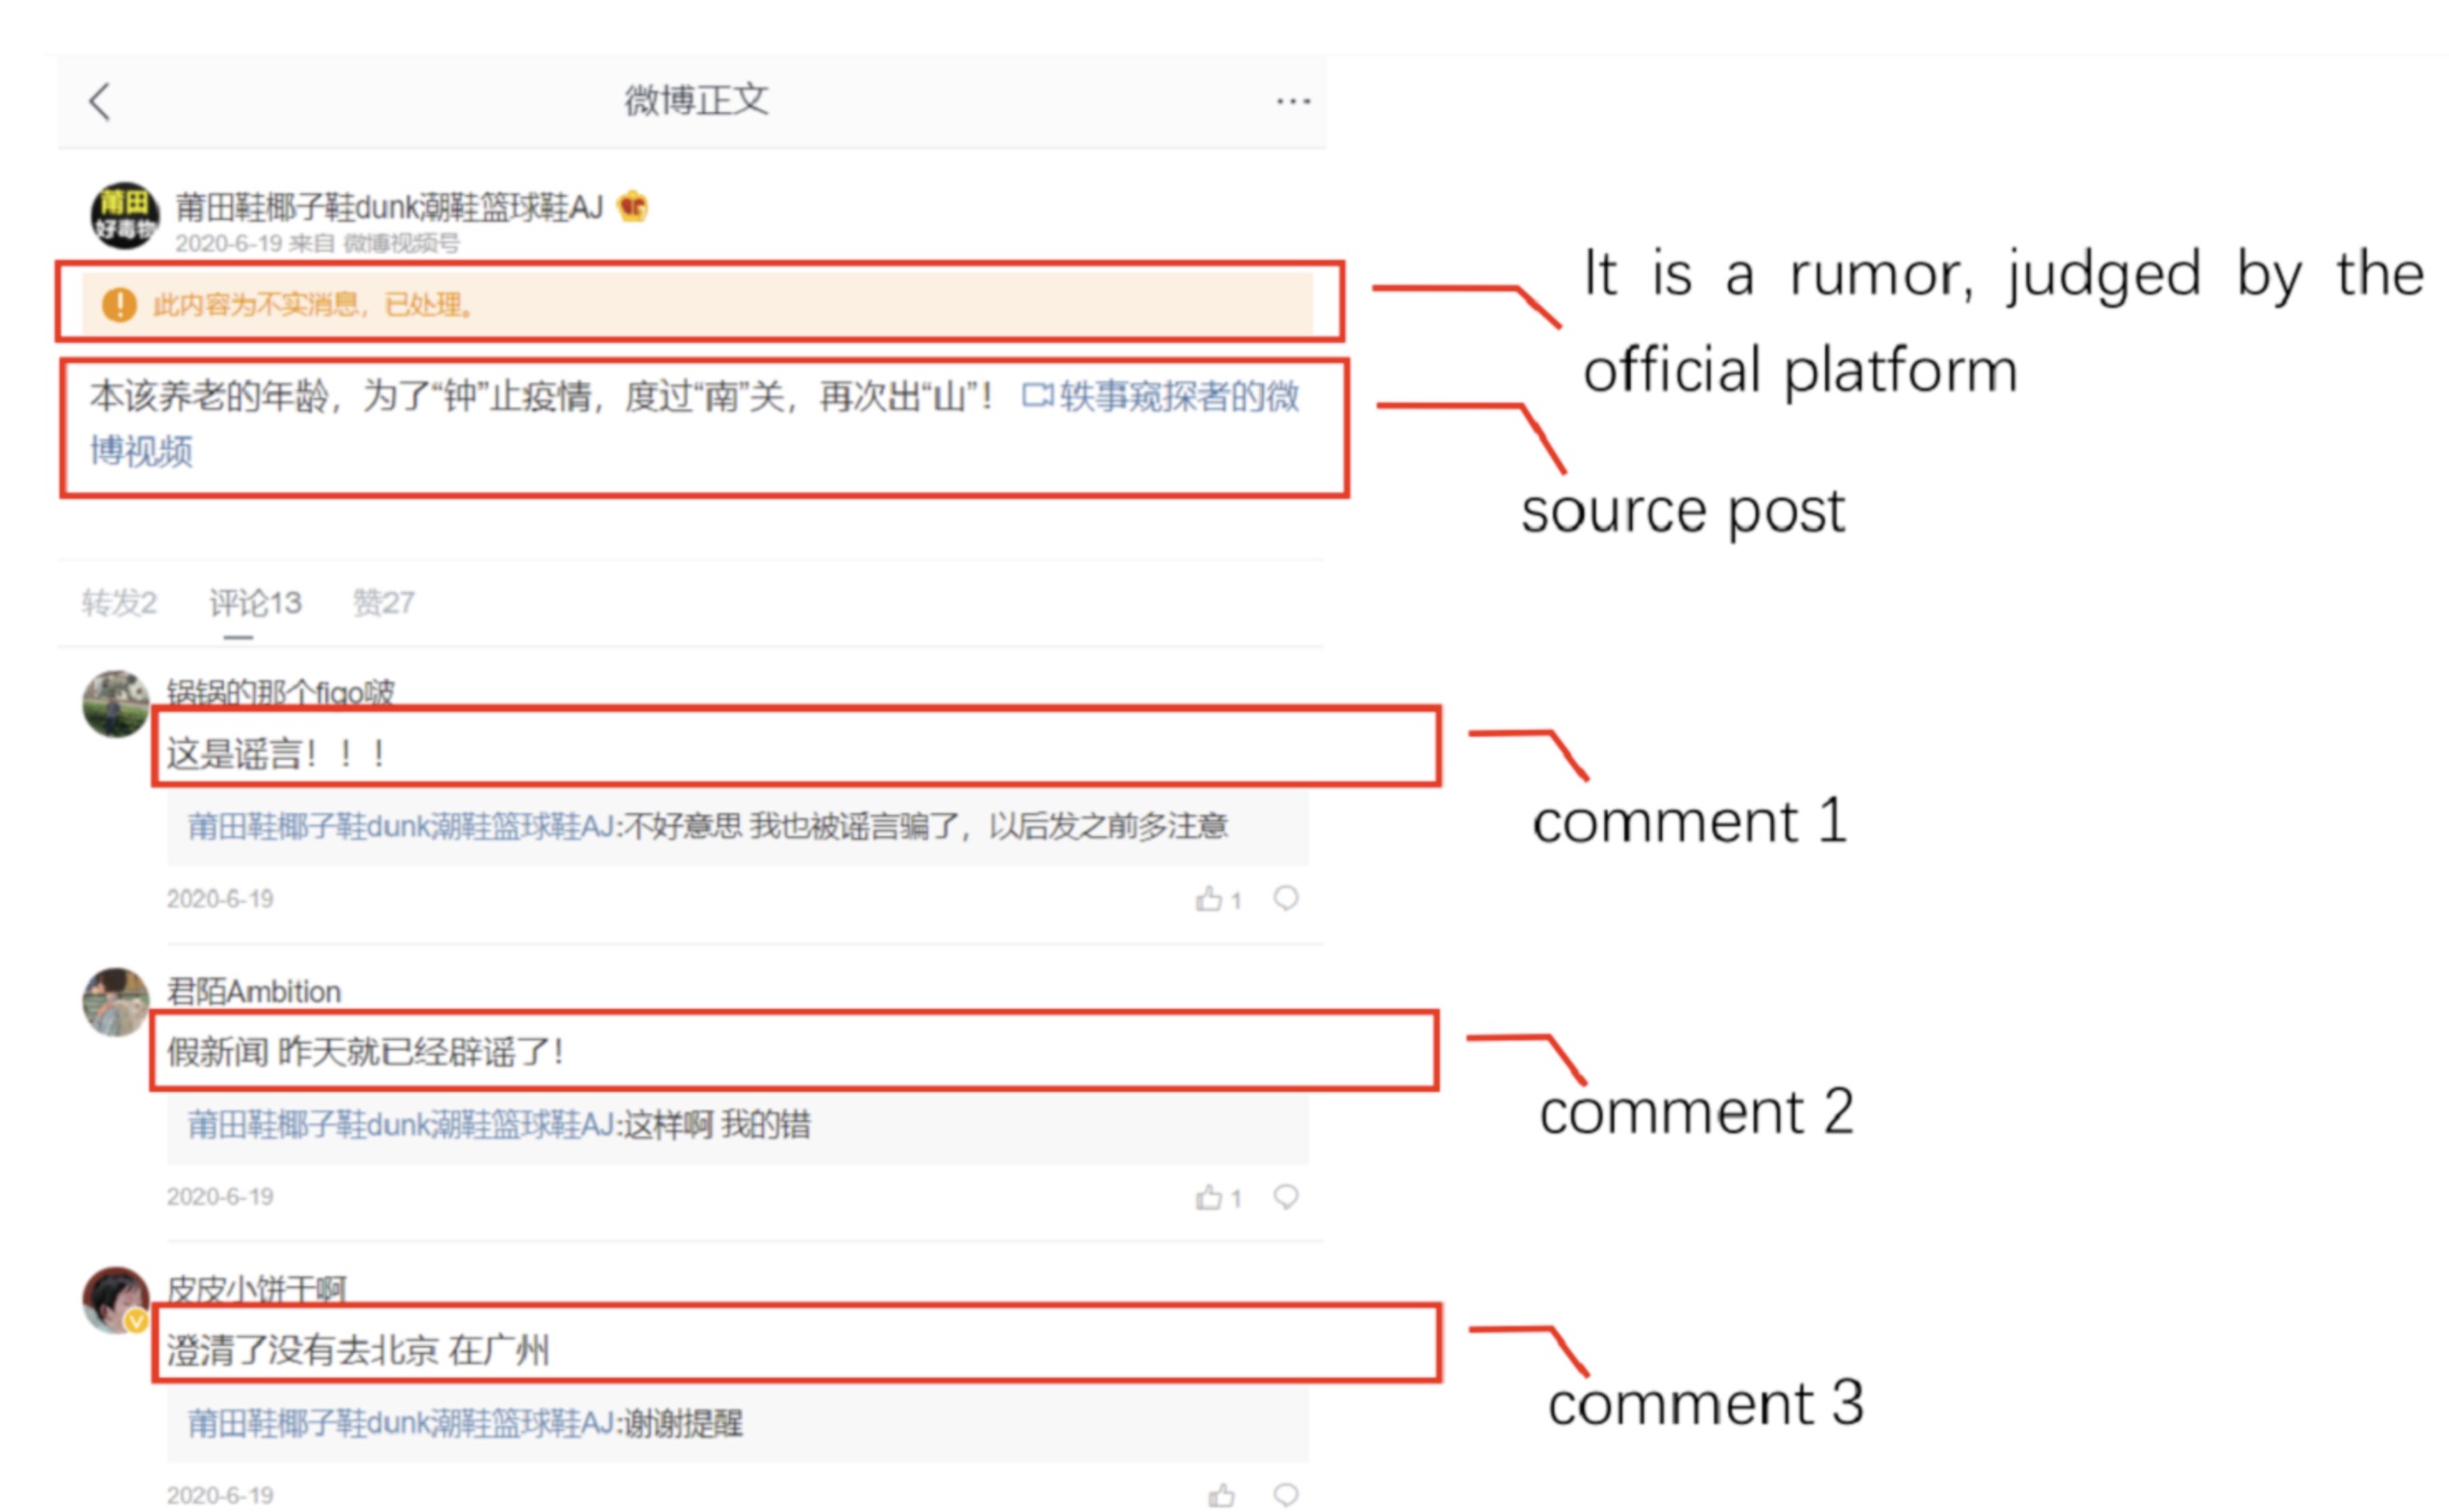 微博正文
...
莆田
好毒物
莆田鞋椰子鞋dunk潮鞋篮球鞋AJ
2020-6-19 来自 微博视频号
此内容为不实消息，已处理。
It is a rumor, judged by the
official platform
本该养老的年龄，为了“钟”止疫情，度过“南”关，再次出“山”！ 轶事窥探者的微
博视频
source post
转发2 评论13 赞27
锅锅的那个figo啵
这是谣言！！！
comment 1
莆田鞋椰子鞋dunk潮鞋篮球鞋AJ:不好意思 我也被谣言骗了，以后发之前多注意
2020-6-19 1
君陌Ambition
假新闻 昨天就已经辟谣了！
comment 2
莆田鞋椰子鞋dunk潮鞋篮球鞋AJ:这样啊 我的错
2020-6-19 1
皮皮小饼干啊
澄清了没有去北京 在广州
comment 3
莆田鞋椰子鞋dunk潮鞋篮球鞋AJ:谢谢提醒
2020-6-19